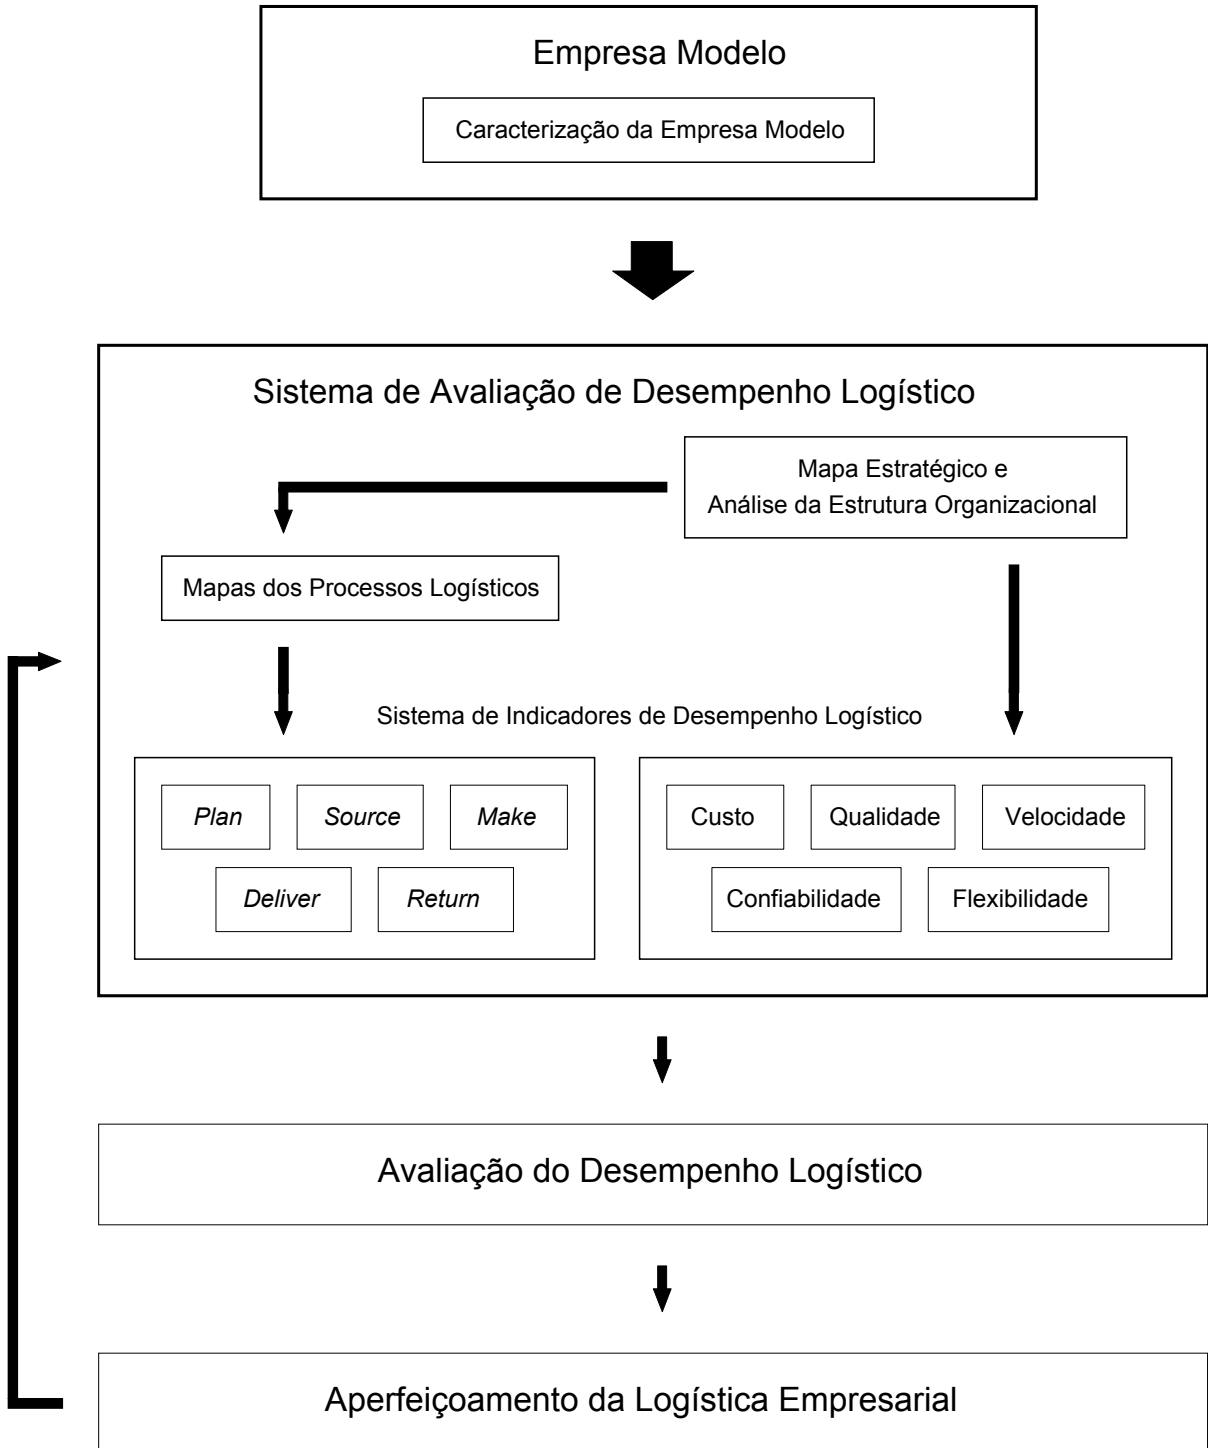 Empresa Modelo
Caracterização da Empresa Modelo
Sistema de Avaliação de Desempenho Logístico
Mapa Estratégico e
Análise da Estrutura Organizacional
Mapas dos Processos Logísticos
Sistema de Indicadores de Desempenho Logístico
Plan
Source
Make
Deliver
Return
Custo
Qualidade
Velocidade
Confiabilidade
Flexibilidade
Avaliação do Desempenho Logístico
Aperfeiçoamento da Logística Empresarial